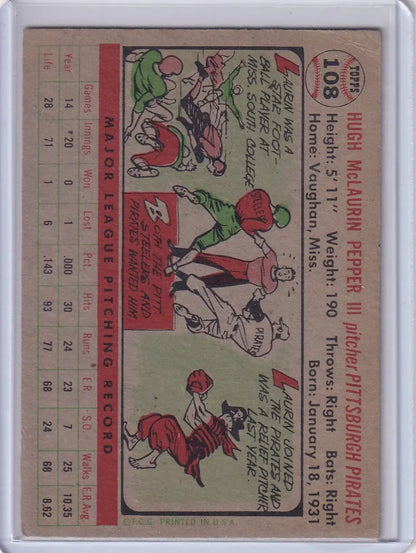 TOPPS
108
HUGH McLAURIN PEPPER III pitcher PITTSBURGH PIRATES
Height: 5' 11" Weight: 190 Throws: Right Bats: Right
Home: Vaughan, Miss. Born: January 18, 1931
LAURIN WAS A
STAR FOOT-
BALL PLAYER AT
MISS. SOUTH COLLEGE
STEELERS
PIRATES
BOTH THE PITT.
STEELERS AND
PIRATES WANTED HIM
LAURIN JOINED
THE PIRATES AND
WAS A RELIEF PITCHER
LAST YEAR.
MAJOR LEAGUE PITCHING RECORD
Games Innings Won Lost Pct. Hits Runs E.R. S.O. Walks E.R.Avg
Year 14 *20 0 1 .000 30 24 23 7 25 10.35
Life 28 71 1 6 .143 93 77 68 24 68 8.62
©T.C.G. PRINTED IN U.S.A.